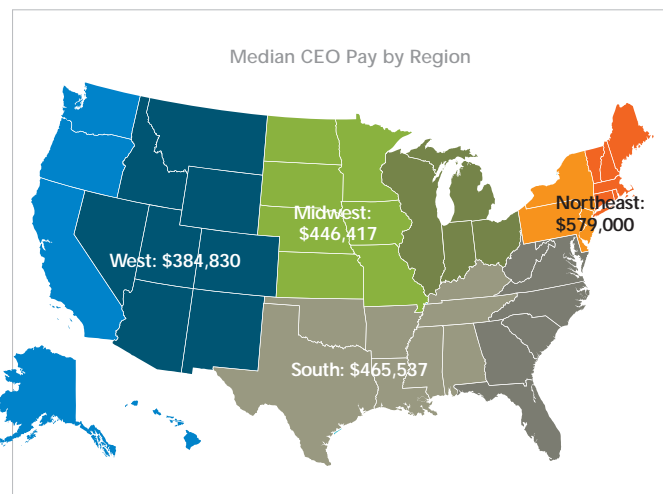 Median CEO Pay by Region
Northeast:
$579,000
Midwest:
$446,417
West: $384,830
South: $465,537